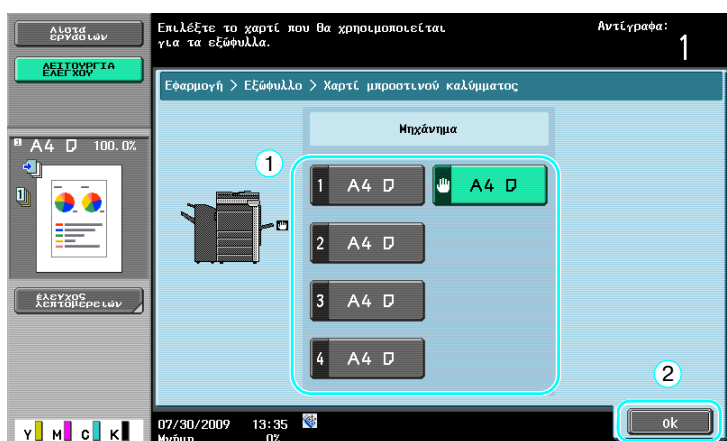 Λίστα
εργασιών
Επιλέξτε το χαρτί που θα χρησιμοποιείται
για τα εξώφυλλα.
Αντίγραφα:
1
ΛΕΙΤΟΥΡΓΙΑ
ΕΛΕΓΧΟΥ
Εφαρμογή > Εξώφυλλο > Χαρτί μπροστινού καλύμματος
Μηχάνημα
A4 100.0%
1
1 A4
A4
2 A4
3 A4
4 A4
έλεγχος
λεπτομερειών
2
ok
Y M C K
07/30/2009 13:35
Μνήμη 0%